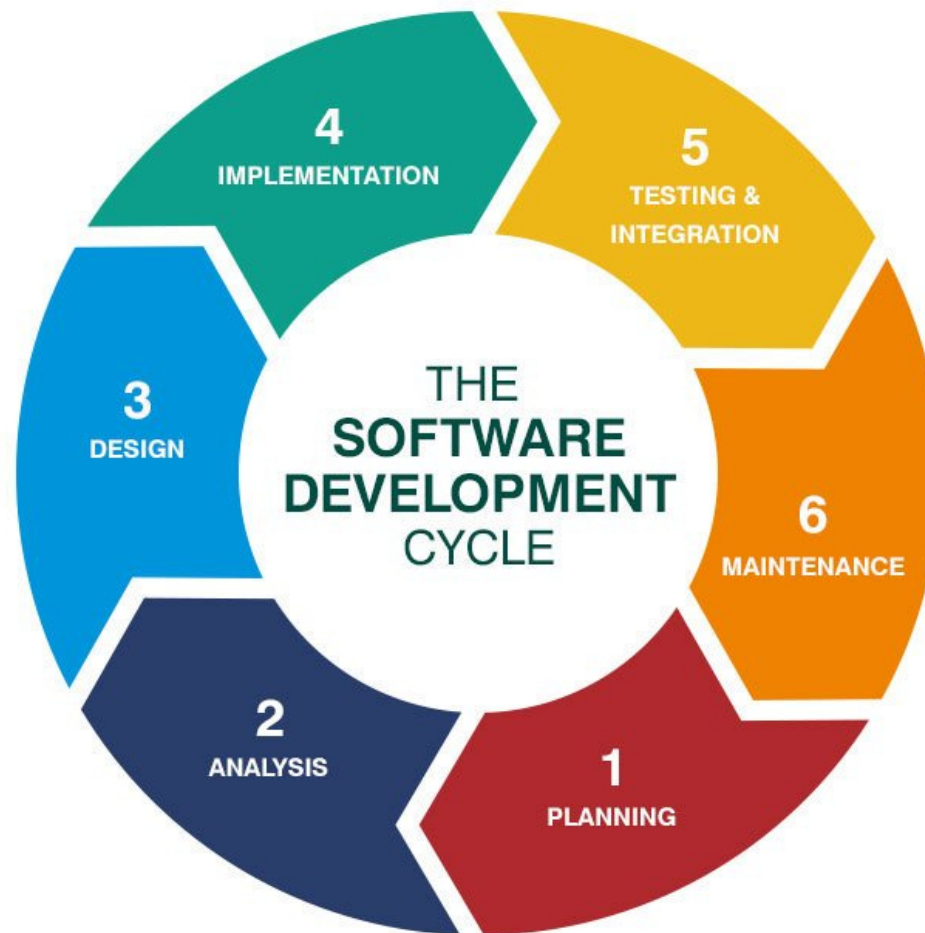 THE
SOFTWARE
DEVELOPMENT
CYCLE
1
PLANNING
2
ANALYSIS
3
DESIGN
4
IMPLEMENTATION
5
TESTING &
INTEGRATION
6
MAINTENANCE